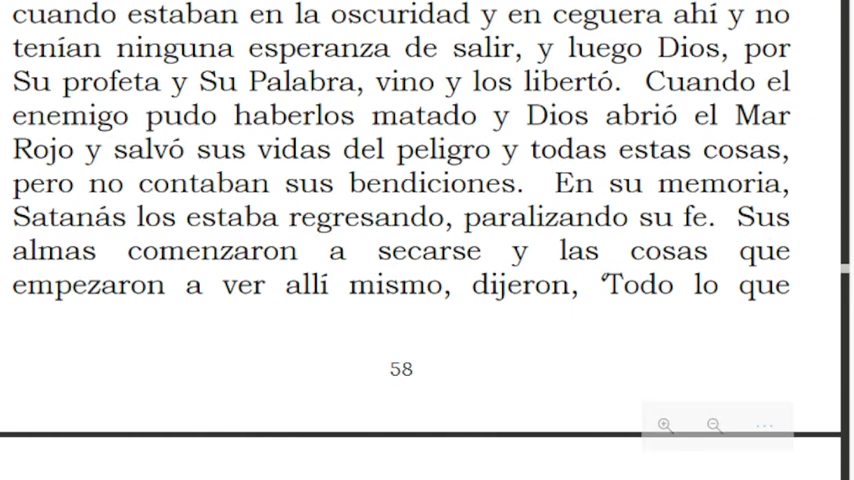 cuando estaban en la oscuridad y en ceguera ahí y no
tenían ninguna esperanza de salir, y luego Dios, por
Su profeta y Su Palabra, vino y los libertó. Cuando el
enemigo pudo haberlos matado y Dios abrió el Mar
Rojo y salvó sus vidas del peligro y todas estas cosas,
pero no contaban sus bendiciones. En su memoria,
Satanás los estaba regresando, paralizando su fe. Sus
almas comenzaron a secarse y las cosas que
empezaron a ver allí mismo, dijeron, ‘Todo lo que
58